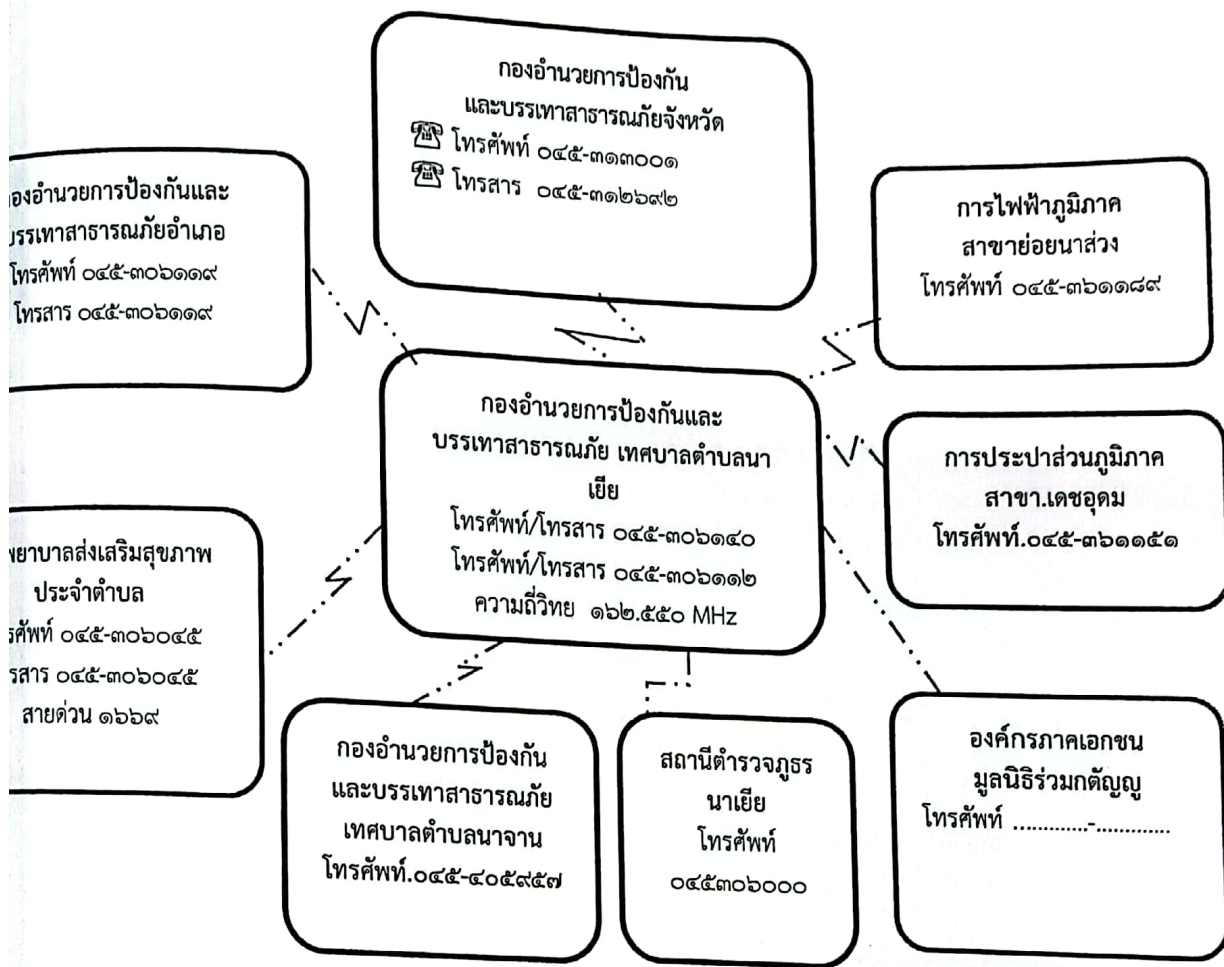 กองอำนวยการป้องกัน
และบรรเทาสาธารณภัยจังหวัด
โทรศัพท์ ๐๔๕-๓๑๓๐๐๑
โทรสาร ๐๔๕-๓๑๒๖๙๒
องอำนวยการป้องกันและ
บรรเทาสาธารณภัยอำเภอ
โทรศัพท์ ๐๔๕-๓๐๖๑๑๙
โทรสาร ๐๔๕-๓๐๖๑๑๙
การไฟฟ้าภูมิภาค
สาขาย่อยนาส่วง
โทรศัพท์ ๐๔๕-๓๖๑๑๘๙
กองอำนวยการป้องกันและ
บรรเทาสาธารณภัย เทศบาลตำบลนา
เยีย
โทรศัพท์/โทรสาร ๐๔๕-๓๐๖๑๔๐
โทรศัพท์/โทรสาร ๐๔๕-๓๐๖๑๑๒
ความถี่วิทย ๑๖๒.๕๕๐ MHz
การประปาส่วนภูมิภาค
สาขา.เดชอุดม
โทรศัพท์.๐๔๕-๓๖๑๑๕๑
พยาบาลส่งเสริมสุขภาพ
ประจำตำบล
รศัพท์ ๐๔๕-๓๐๖๐๔๕
รสาร ๐๔๕-๓๐๖๐๔๕
สายด่วน ๑๖๖๙
กองอำนวยการป้องกัน
และบรรเทาสาธารณภัย
เทศบาลตำบลนาจาน
โทรศัพท์.๐๔๕-๔๐๕๙๕๗
สถานีตำรวจภูธร
นาเยีย
โทรศัพท์
๐๔๕๓๐๖๐๐๐
องค์กรภาคเอกชน
มูลนิธิร่วมกตัญญู
โทรศัพท์ ............-.............